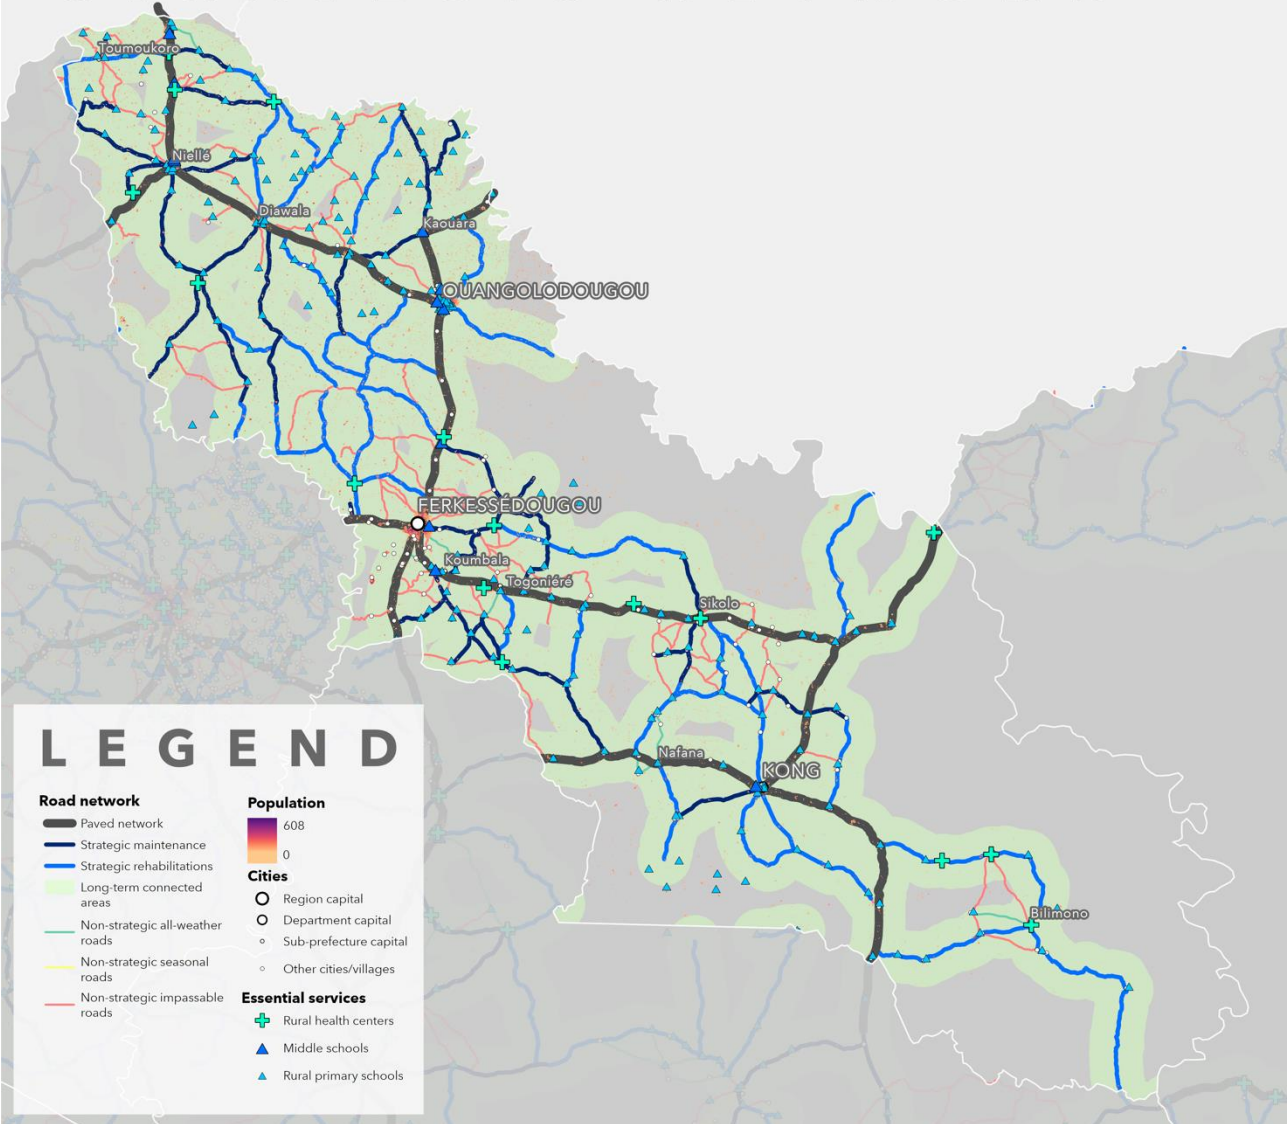 Toumoukoro
Niellé
Diawala
Kaouara
OUANGOLODOUGOU
FERKESSÉDOUGOU
Koumbala
Togoniéré
Sikolo
Nafana
KONG
Bilimono
LEGEND
Road network
Paved network
Strategic maintenance
Strategic rehabilitations
Long-term connected
areas
Non-strategic all-weather
roads
Non-strategic seasonal
roads
Non-strategic impassable
roads
Population
608
0
Cities
Region capital
Department capital
Sub-prefecture capital
Other cities/villages
Essential services
Rural health centers
Middle schools
Rural primary schools